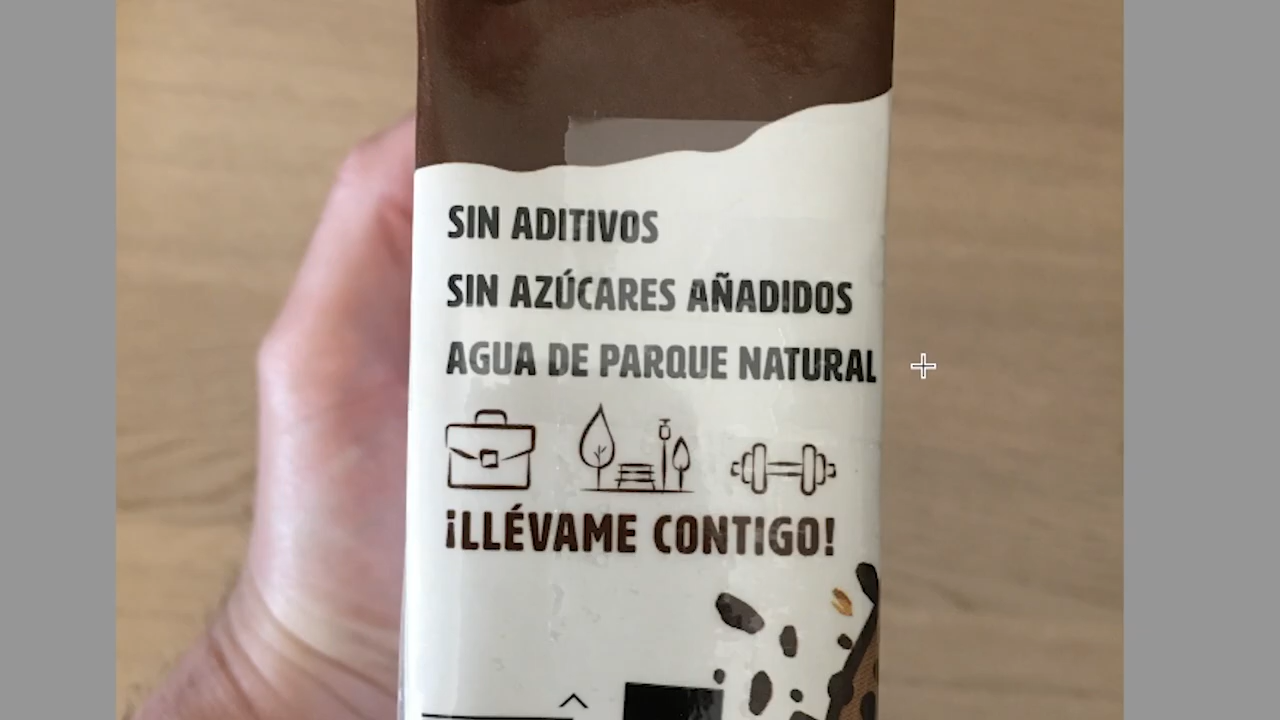 SIN ADITIVOS
SIN AZÚCARES AÑADIDOS
AGUA DE PARQUE NATURAL
¡LLÉVAME CONTIGO!